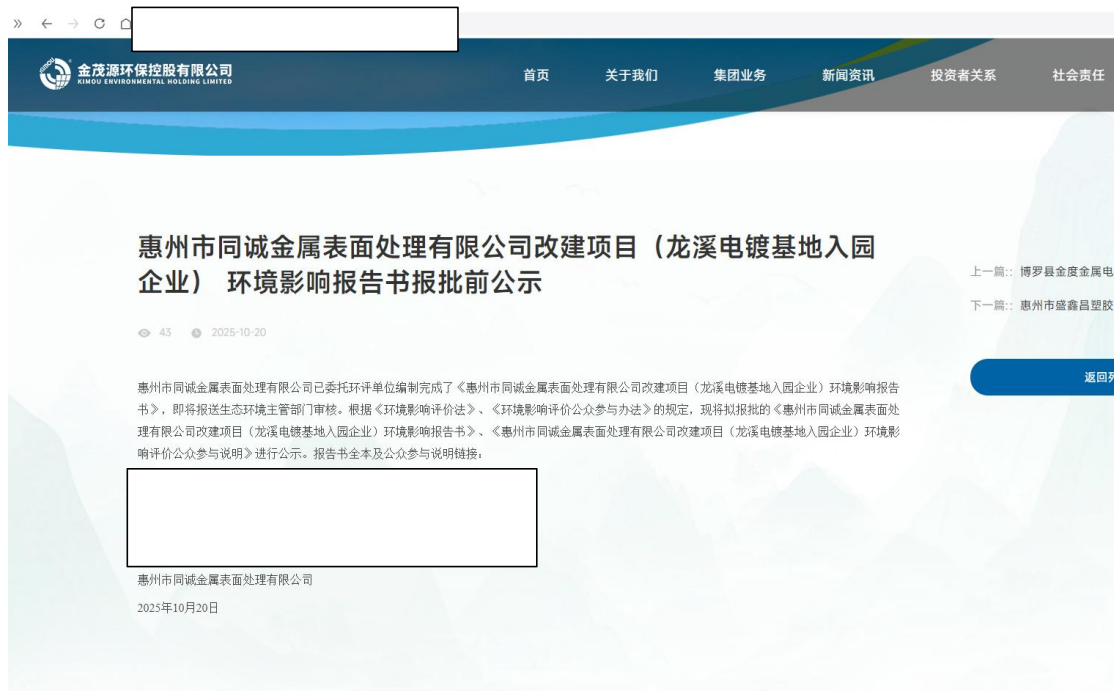 金茂源环保控股有限公司
KIMOU ENVIRONMENTAL HOLDING LIMITED
首页 关于我们 集团业务 新闻资讯 投资者关系 社会责任
惠州市同诚金属表面处理有限公司改建项目（龙溪电镀基地入园
企业） 环境影响报告书报批前公示
43 2025-10-20
上一篇:: 博罗县金度金属电
下一篇:: 惠州市盛鑫昌塑胶
返回列
惠州市同诚金属表面处理有限公司已委托环评单位编制完成了《惠州市同诚金属表面处理有限公司改建项目（龙溪电镀基地入园企业）环境影响报告
书》，即将报送生态环境主管部门审核。根据《环境影响评价法》、《环境影响评价公众参与办法》的规定，现将拟报批的《惠州市同诚金属表面处
理有限公司改建项目（龙溪电镀基地入园企业）环境影响报告书》、《惠州市同诚金属表面处理有限公司改建项目（龙溪电镀基地入园企业）环境影
响评价公众参与说明》进行公示。报告书全本及公众参与说明链接：
惠州市同诚金属表面处理有限公司
2025年10月20日